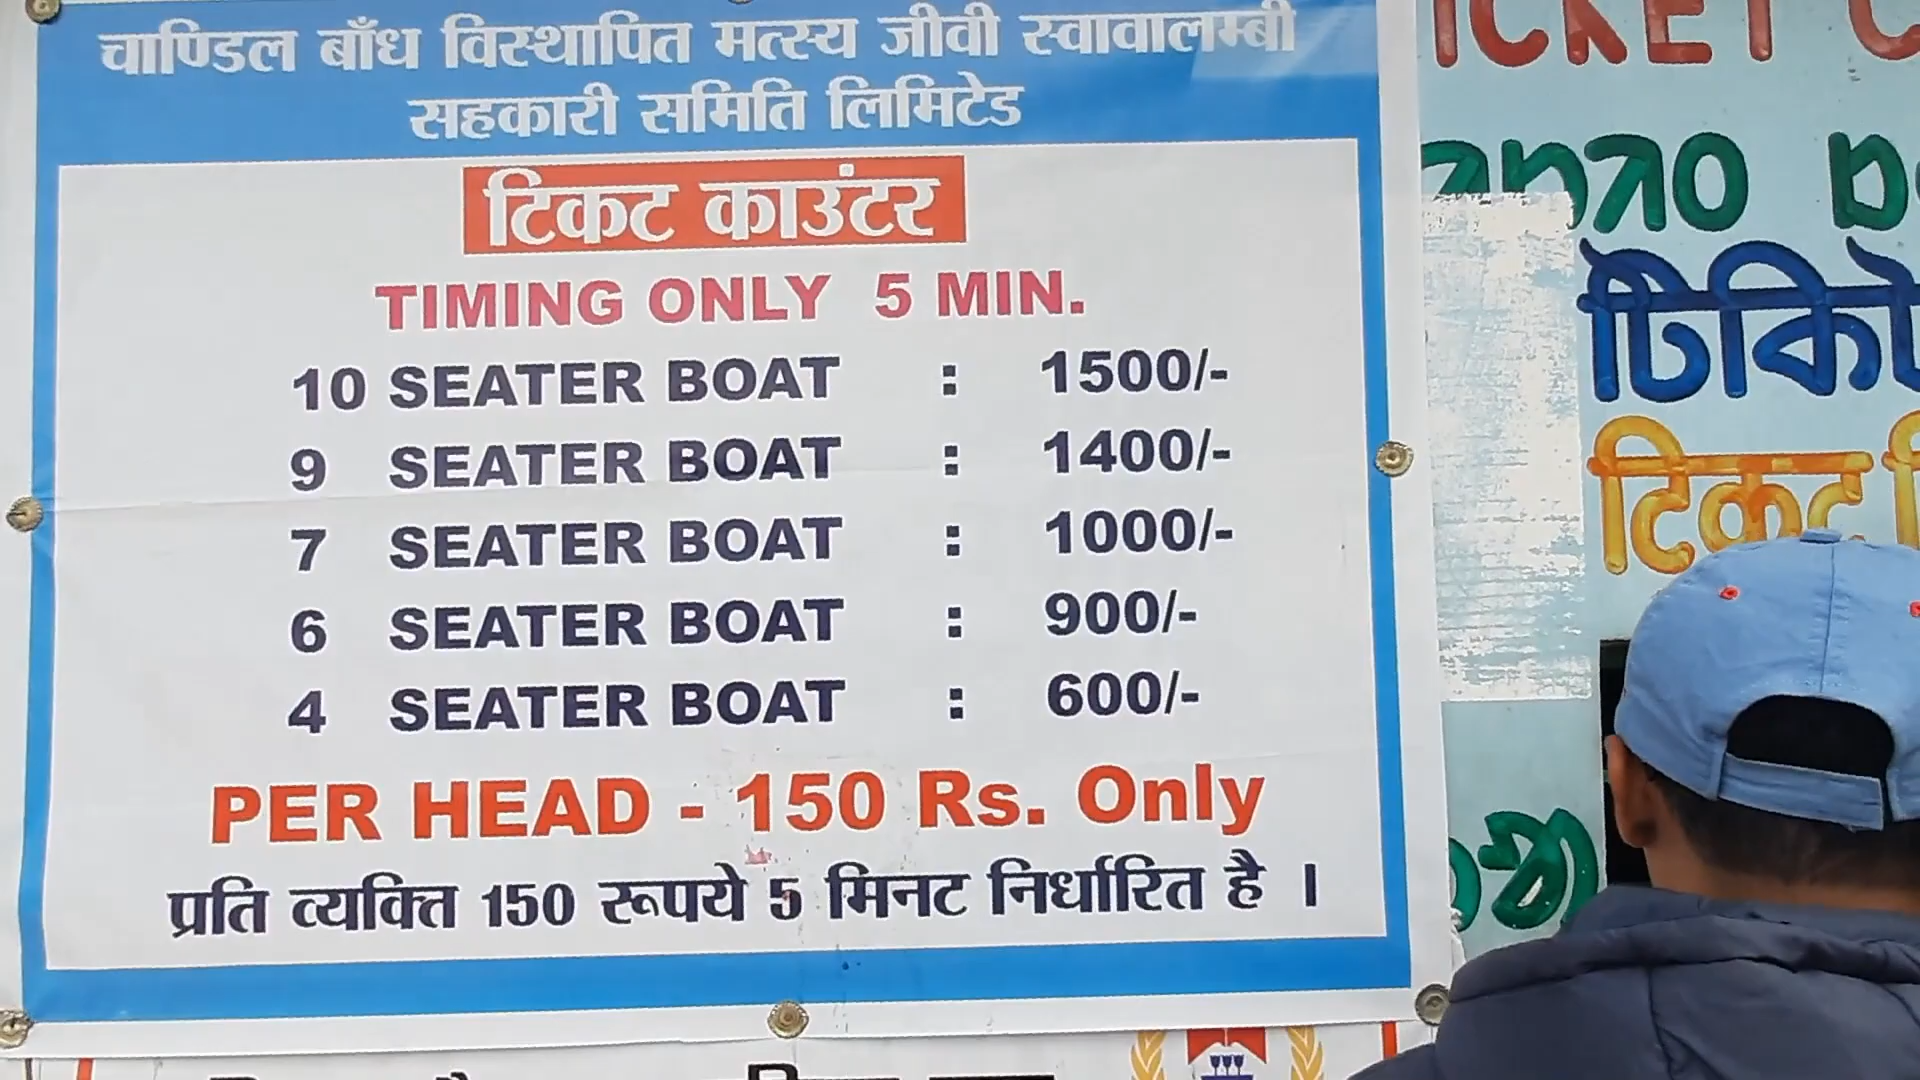 चाण्डिल बाँध विस्थापित मत्स्य जीवी स्वावालम्बी
सहकारी समिति लिमिटेड
टिकट काउंटर
TIMING ONLY 5 MIN.
10 SEATER BOAT : 1500/-
9 SEATER BOAT : 1400/-
7 SEATER BOAT : 1000/-
6 SEATER BOAT : 900/-
4 SEATER BOAT : 600/-
PER HEAD - 150 Rs. Only
प्रति व्यक्ति 150 रूपये 5 मिनट निर्धारित है ।
टिकट